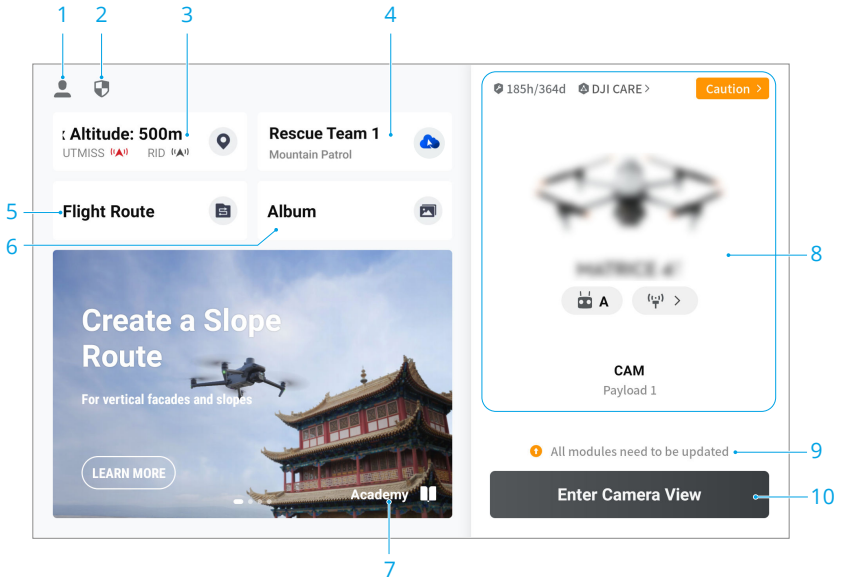 1
2
3
4
185h/364d DJI CARE >
Caution >
Altitude: 500m
UTMISS RID
Rescue Team 1
Mountain Patrol
5
Flight Route
Album
6
8
Create a Slope
Route
For vertical facades and slopes
LEARN MORE
Academy
7
A
CAM
Payload 1
All modules need to be updated
9
Enter Camera View
10